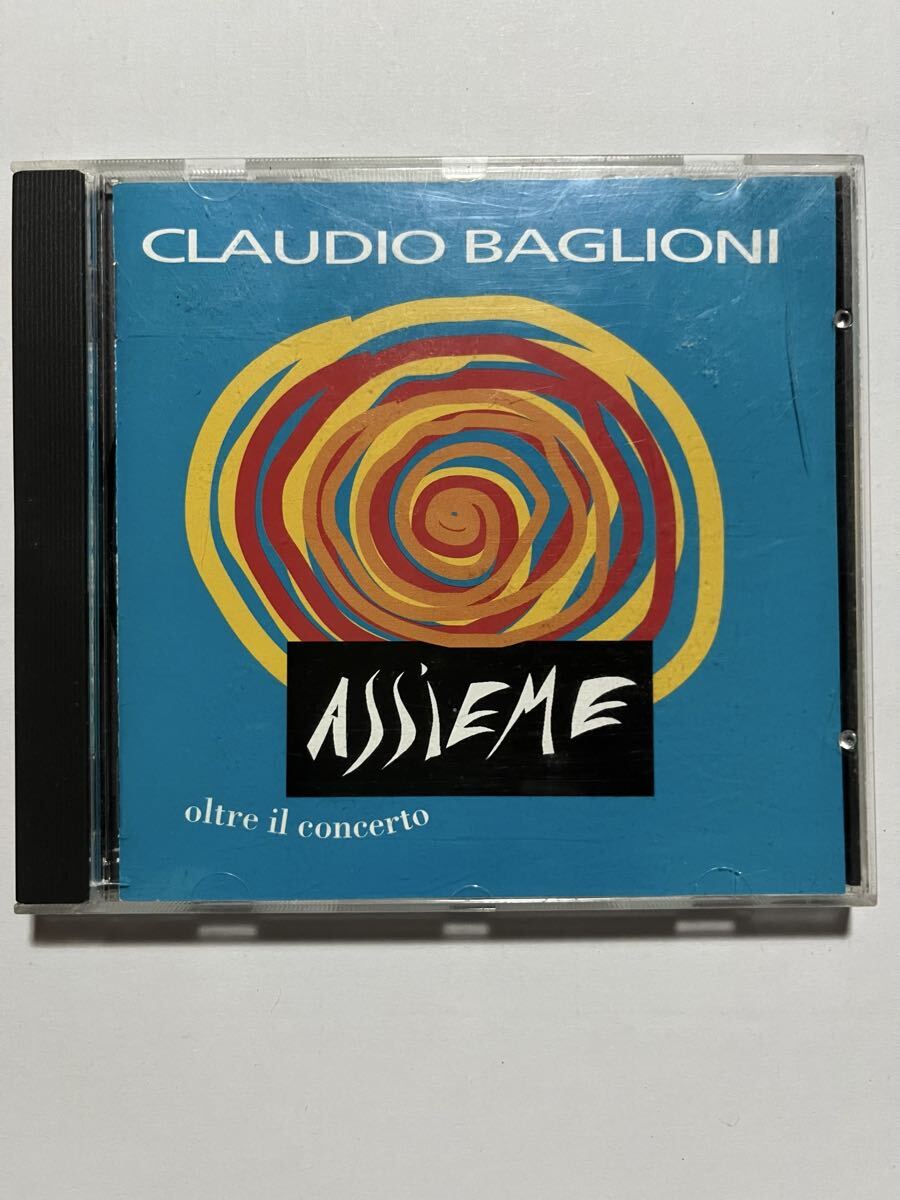 CLAUDIO BAGLIONI
ASSiEME
oltre il concerto